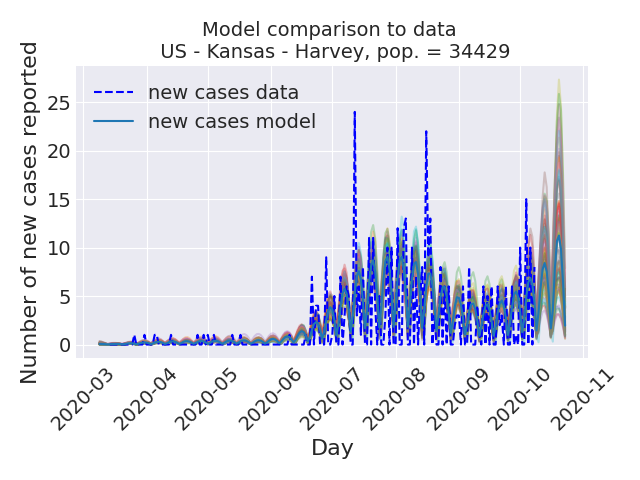 Model comparison to data
US - Kansas - Harvey, pop. = 34429
Number of new cases reported
25
20
15
10
5
0
new cases data
new cases model
2020-03
2020-04
2020-05
2020-06
2020-07
2020-08
2020-09
2020-10
2020-11
Day